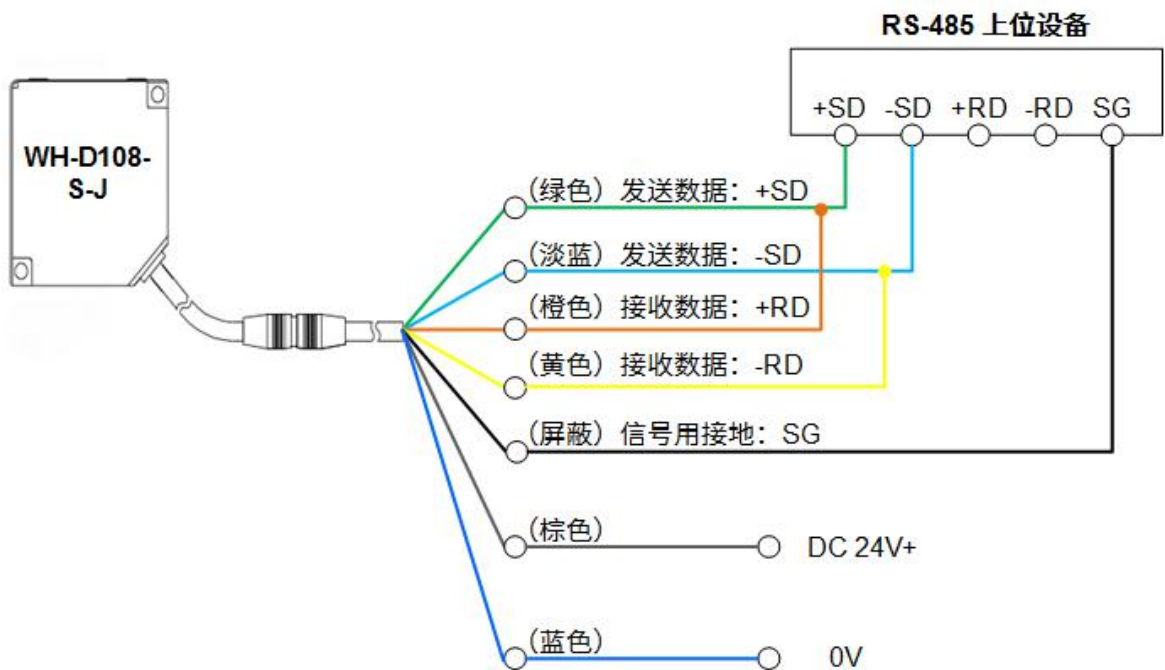 RS-485 上位设备
+SD -SD +RD -RD SG
WH-D108-
S-J
（绿色）发送数据：+SD
（淡蓝）发送数据：-SD
（橙色）接收数据：+RD
（黄色）接收数据：-RD
（屏蔽）信号用接地：SG
（棕色）
DC 24V+
（蓝色）
0V